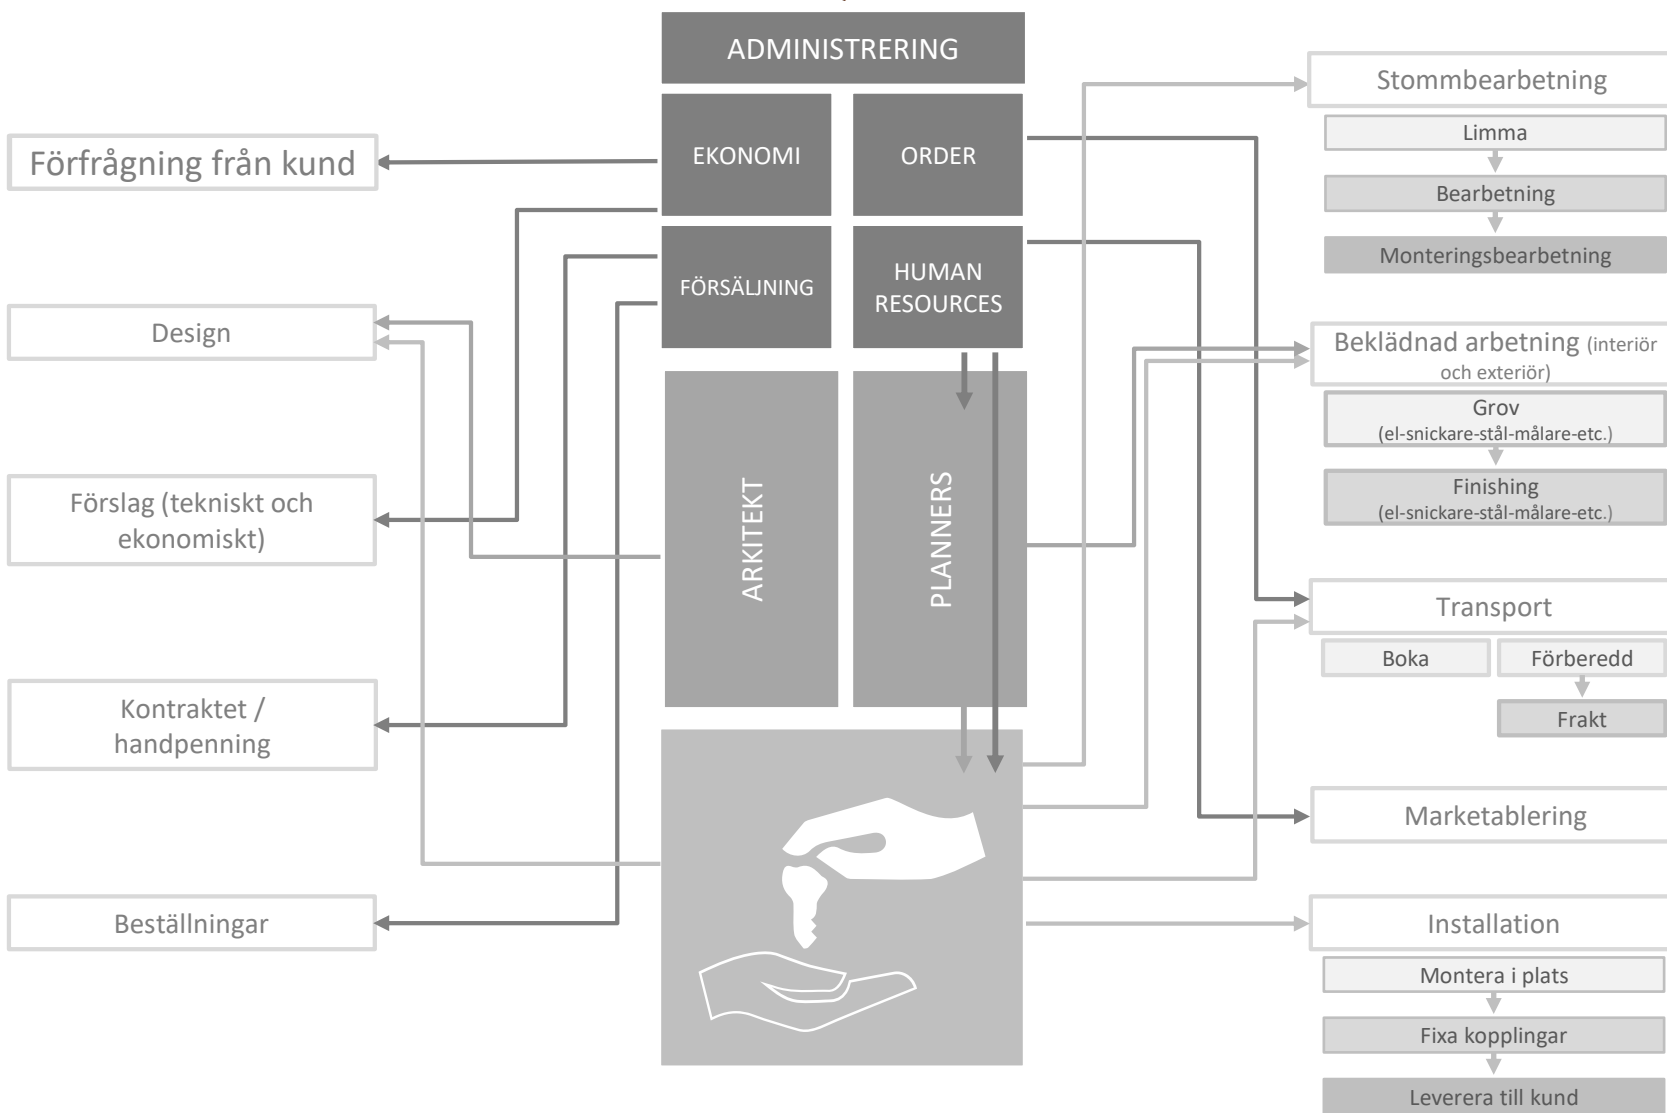 ADMINISTRERING
EKONOMI
ORDER
FÖRSÄLJNING
HUMAN
RESOURCES
ARKITEKT
PLANNERS
Förfrågning från kund
Design
Förslag (tekniskt och
ekonomiskt)
Kontraktet /
handpenning
Beställningar
Stommbearbetning
Limma
Bearbetning
Monteringsbearbetning
Beklädnad arbetning (interiör
och exteriör)
Grov
(el-snickare-stål-målare-etc.)
Finishing
(el-snickare-stål-målare-etc.)
Transport
Boka
Förberedd
Frakt
Marketablering
Installation
Montera i plats
Fixa kopplingar
Leverera till kund